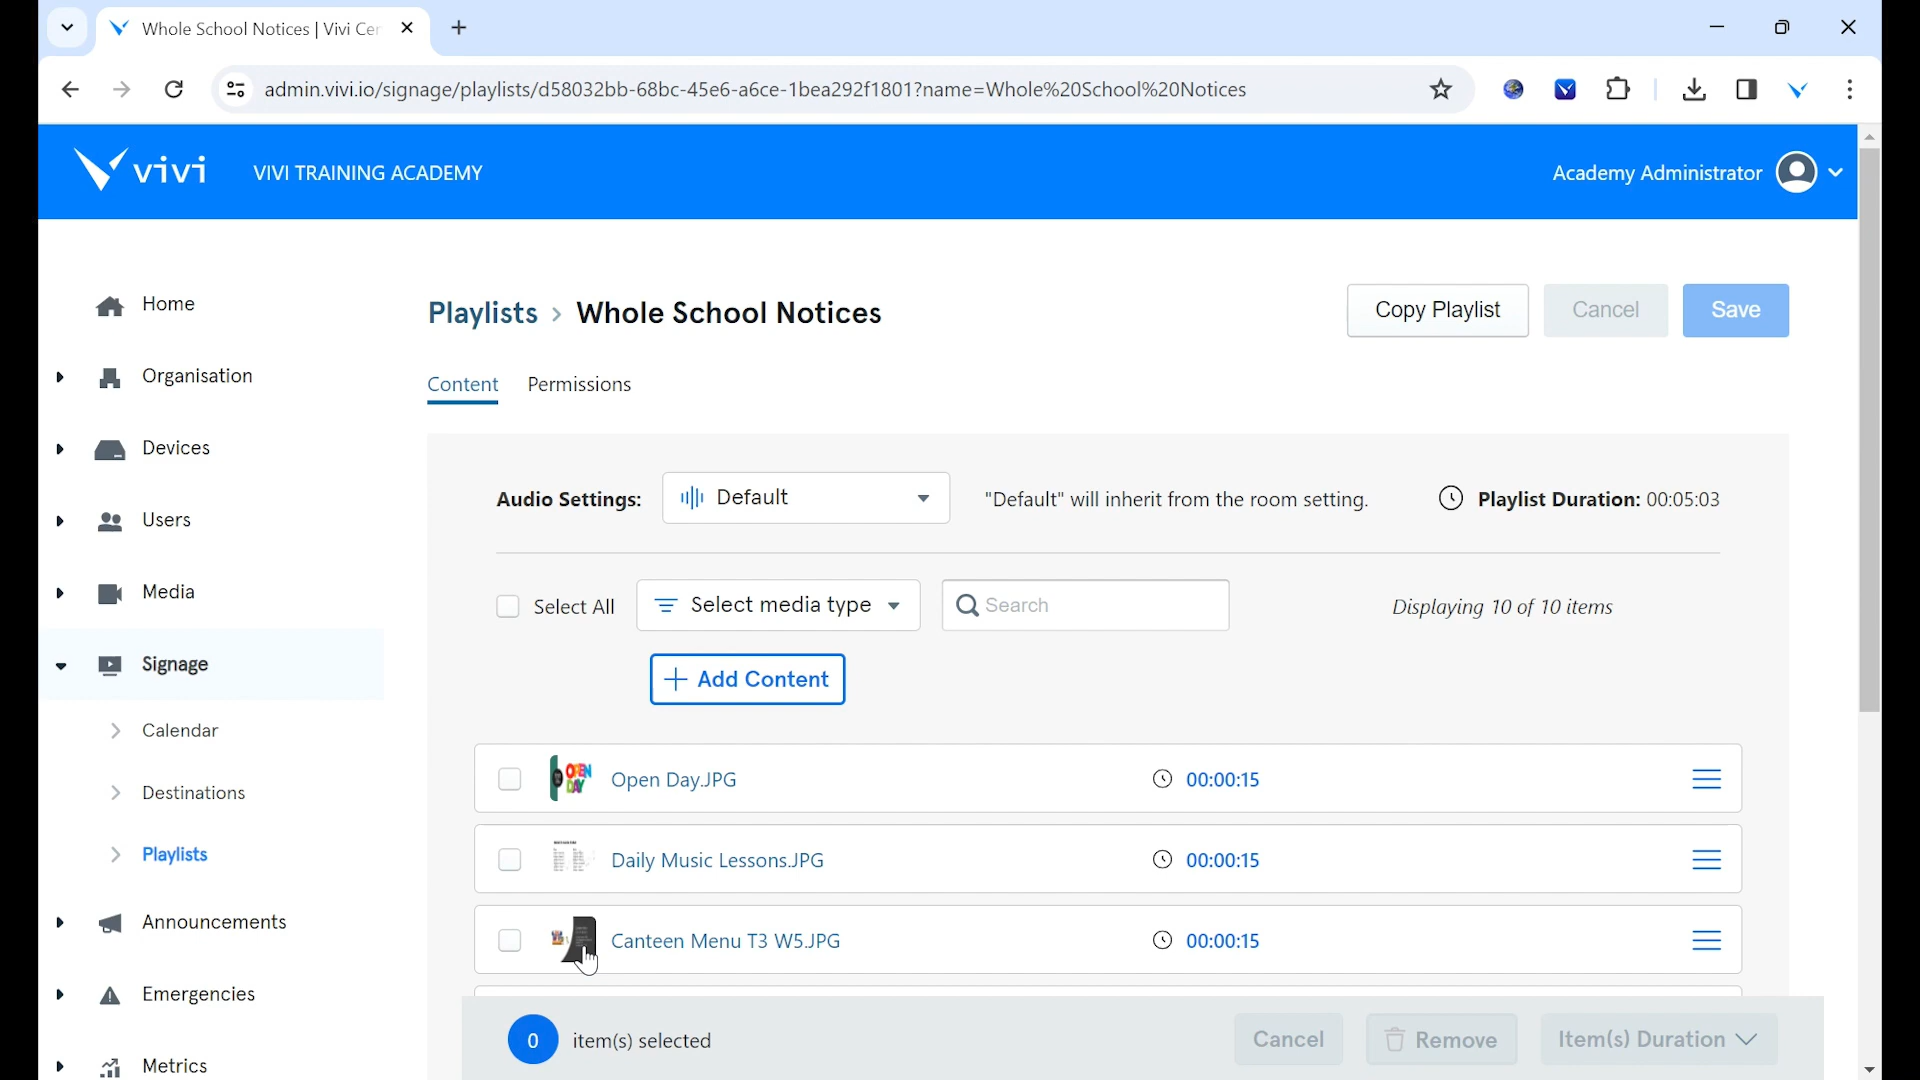 Whole School Notices | Vivi Cer
admin.vivi.io/signage/playlists/d58032bb-68bc-45e6-a6ce-1bea292f1801?name=Whole%20School%20Notices
vivi
VIVI TRAINING ACADEMY
Academy Administrator
Home
Organisation
Devices
Users
Media
Signage
Calendar
Destinations
Playlists
Announcements
Emergencies
Metrics
Playlists > Whole School Notices
Copy Playlist
Cancel
Save
Content
Permissions
Audio Settings:
Default
"Default" will inherit from the room setting.
Playlist Duration: 00:05:03
Select All
Select media type
Search
Displaying 10 of 10 items
+ Add Content
OPEN DAY
Open Day.JPG
00:00:15
Daily Music Lessons.JPG
00:00:15
Canteen Menu T3 W5.JPG
00:00:15
0
item(s) selected
Cancel
Remove
Item(s) Duration